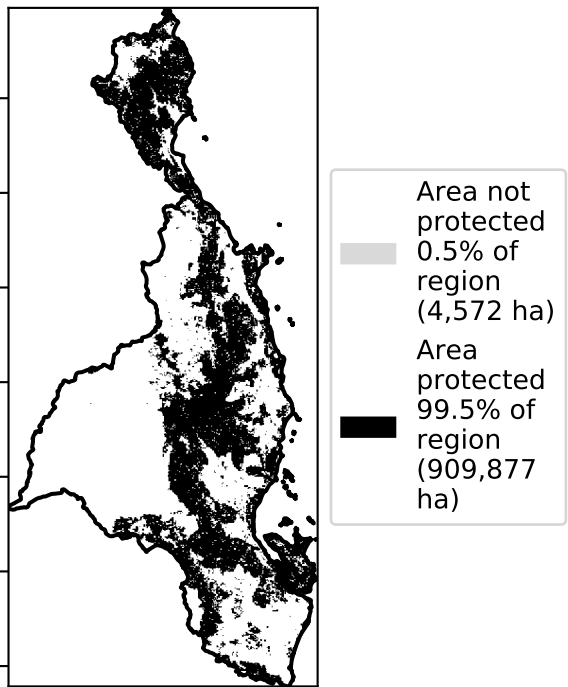 Area not
protected
0.5% of
region
(4,572 ha)
Area
protected
99.5% of
region
(909,877
ha)